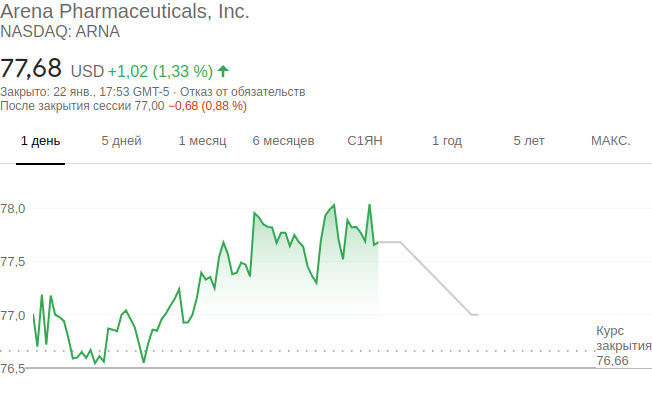 Arena Pharmaceuticals, Inc.
NASDAQ: ARNA
77,68 USD +1,02 (1,33 %)
Закрыто: 22 янв., 17:53 GMT-5 · Отказ от обязательств
После закрытия сессии 77,00 −0,68 (0,88 %)
1 день 5 дней 1 месяц 6 месяцев С1ЯН 1 год 5 лет МАКС.
78,0
77,5
77,0
Курс
закрытия
76,66
76,5